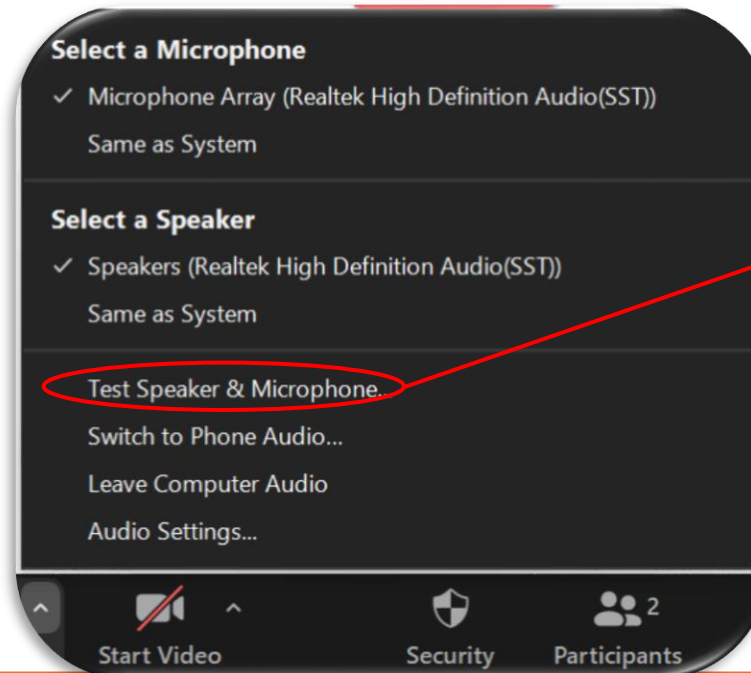 Select a Microphone
✓ Microphone Array (Realtek High Definition Audio(SST))
Same as System
Select a Speaker
✓ Speakers (Realtek High Definition Audio(SST))
Same as System
Test Speaker & Microphone...
Switch to Phone Audio...
Leave Computer Audio
Audio Settings...
2
Start Video Security Participants